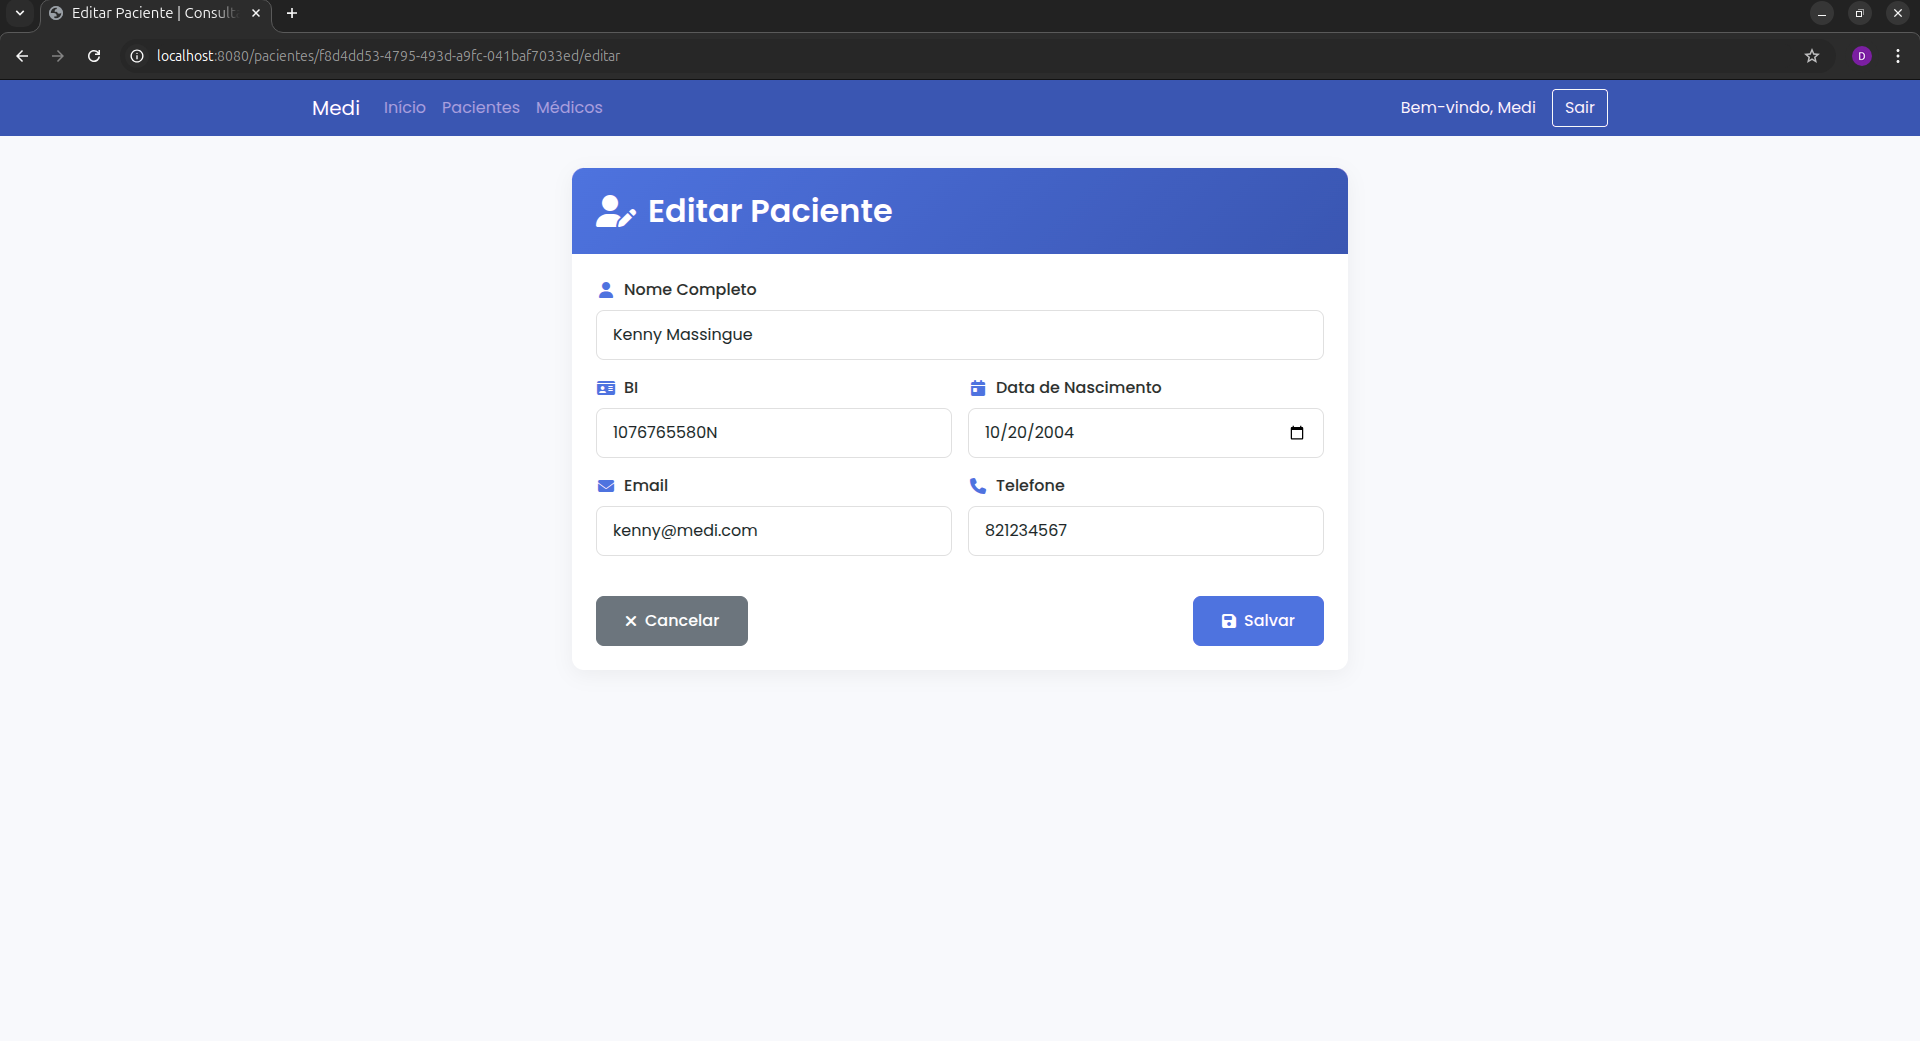 Editar Paciente | Consult
localhost:8080/pacientes/f8d4dd53-4795-493d-a9fc-041baf7033ed/editar
D
Medi Início Pacientes Médicos Bem-vindo, Medi Sair
Editar Paciente
Nome Completo
Kenny Massingue
BI Data de Nascimento
1076765580N 10/20/2004
Email Telefone
kenny@medi.com 821234567
Cancelar Salvar